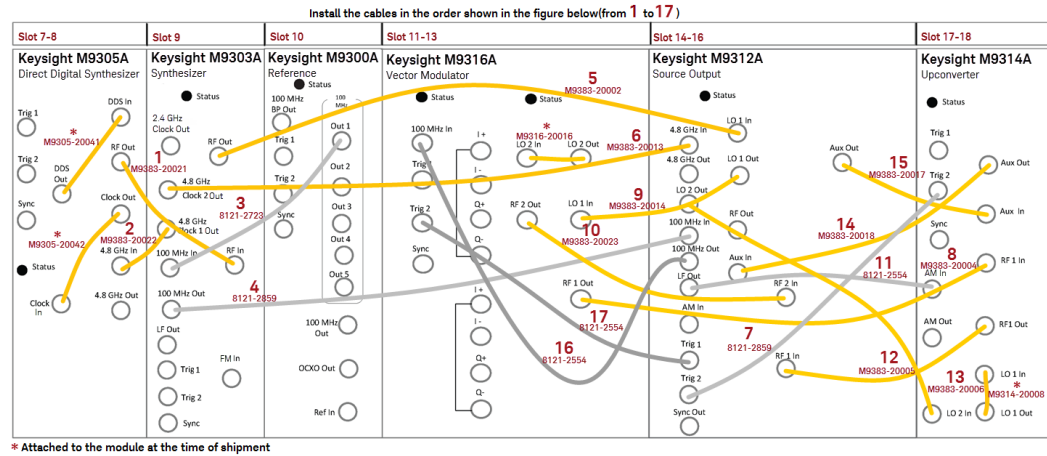 Install the cables in the order shown in the figure below(from 1 to 17 )
Slot 7-8
Slot 9
Slot 10
Slot 11-13
Slot 14-16
Slot 17-18
Keysight M9305A
Direct Digital Synthesizer
Trig 1
DDS In
*
M9305-20041
Trig 2
RF Out
DDS
Out
Sync
Clock Out
*
M9305-20042
4.8 GHz In
Status
Clock
In
4.8 GHz Out
1
M9383-20021
2
M9383-20022
Keysight M9303A
Synthesizer
Status
2.4 GHz
Clock Out
RF Out
4.8 GHz
Clock 2 Out
3
8121-2723
4.8 GHz
Clock 1 Out
100 MHz In
RF In
4
8121-2859
100 MHz Out
LF Out
FM In
Trig 1
Trig 2
Sync
Keysight M9300A
Reference
Status
100 MHz
BP Out
100
MHz
Out 1
Trig 1
Out 2
Trig 2
Out 3
Sync
Out 4
Out 5
100 MHz
Out
OCXO Out
Ref In
Keysight M9316A
Vector Modulator
Status
Status
5
M9383-20002
100 MHz In
I +
*
M9316-20016
LO 2 In
LO 2 Out
6
M9383-20013
Trig 1
I -
Trig 2
Q+
RF 2 Out
LO 1 In
9
M9383-20014
10
M9383-20023
Sync
Q-
I +
RF 1 Out
17
8121-2554
I -
16
8121-2554
Q+
Q-
Keysight M9312A
Source Output
Status
4.8 GHz In
LO 1 In
4.8 GHz Out
LO 1 Out
Aux Out
15
M9383-20017
LO 2 Out
100 MHz In
RF Out
14
M9383-20018
100 MHz Out
Aux In
11
8121-2554
LF Out
RF 2 In
AM In
7
8121-2859
Trig 1
RF 1 In
12
M9383-20005
Trig 2
Sync Out
Keysight M9314A
Upconverter
Status
Trig 1
Aux Out
Trig 2
Aux In
Sync
8
M9383-20004
RF 1 In
AM In
AM Out
RF1 Out
13
M9383-20006
LO 1 In
*
M9314-20008
LO 2 In
LO 1 Out
* Attached to the module at the time of shipment